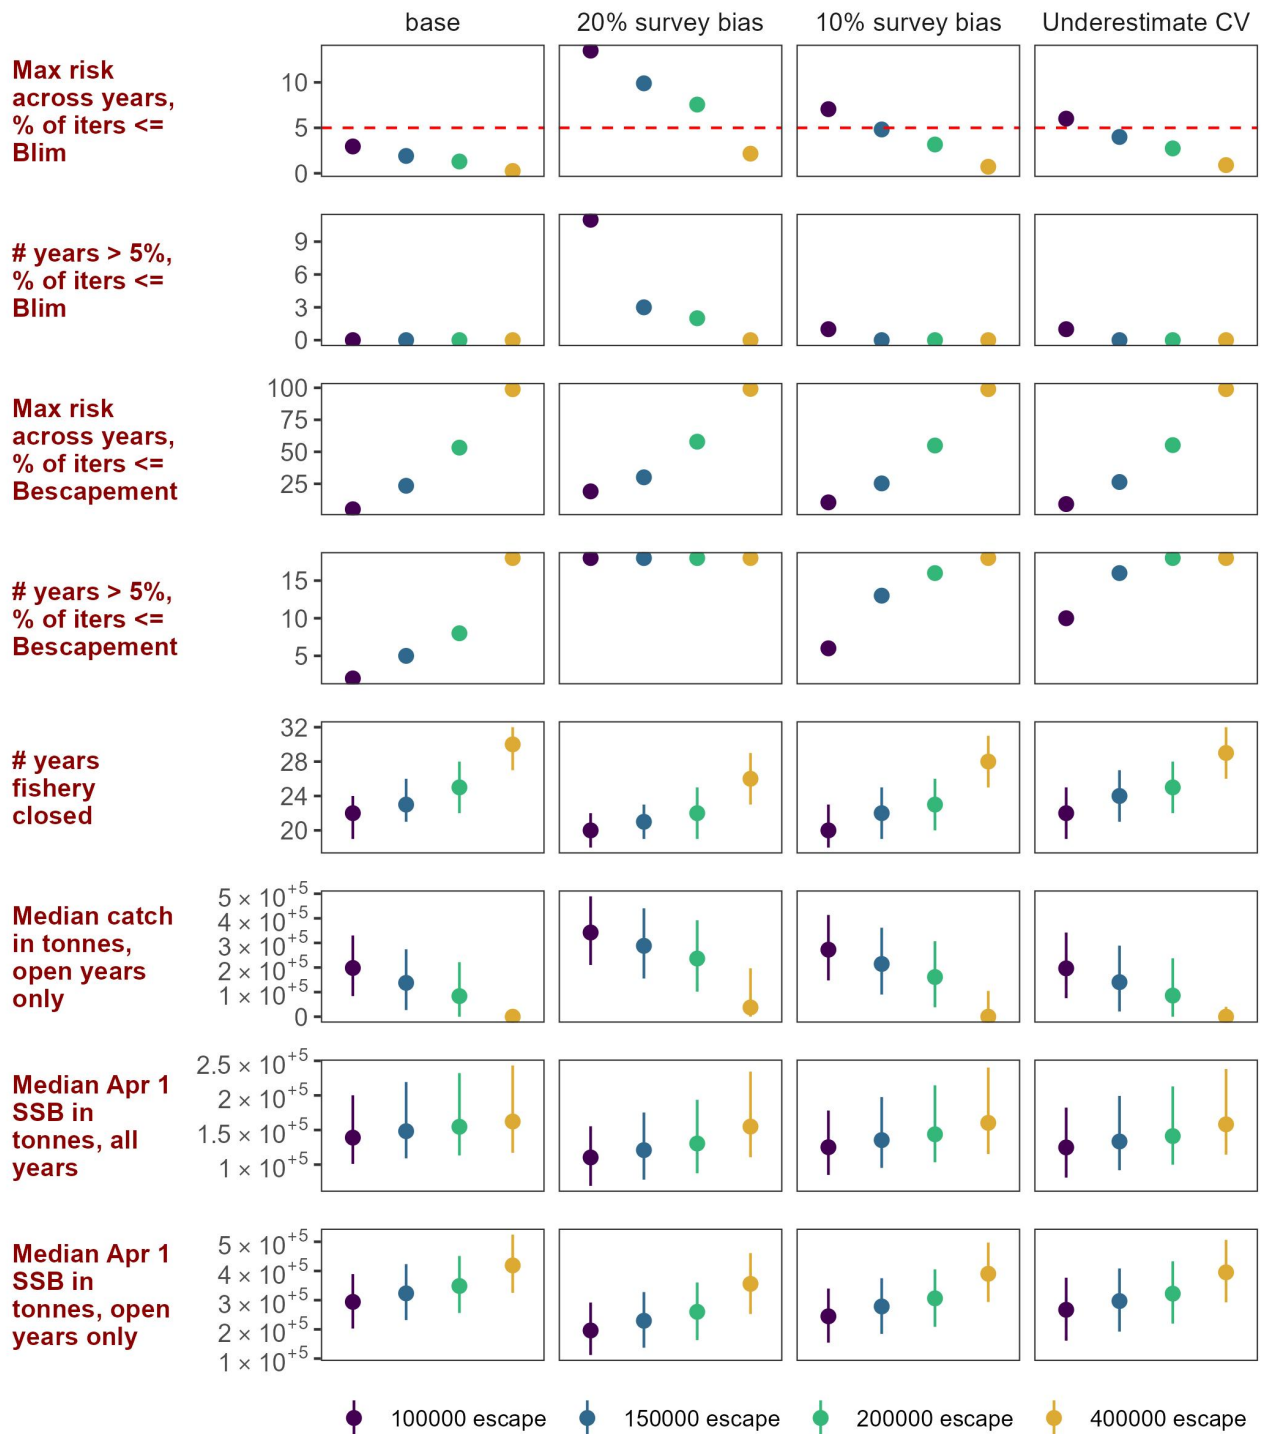 base
20% survey bias
10% survey bias
Underestimate CV
Max risk
across years,
% of iters <=
Blim
10
5
0
# years > 5%,
% of iters <=
Blim
9
6
3
0
Max risk
across years,
% of iters <=
Bescapement
100
75
50
25
# years > 5%,
% of iters <=
Bescapement
15
10
5
# years
fishery
closed
32
28
24
20
Median catch
in tonnes,
open years
only
5 × 10⁺⁵
4 × 10⁺⁵
3 × 10⁺⁵
2 × 10⁺⁵
1 × 10⁺⁵
0
Median Apr 1
SSB in
tonnes, all
years
2.5 × 10⁺⁵
2 × 10⁺⁵
1.5 × 10⁺⁵
1 × 10⁺⁵
Median Apr 1
SSB in
tonnes, open
years only
5 × 10⁺⁵
4 × 10⁺⁵
3 × 10⁺⁵
2 × 10⁺⁵
1 × 10⁺⁵
100000 escape
150000 escape
200000 escape
400000 escape